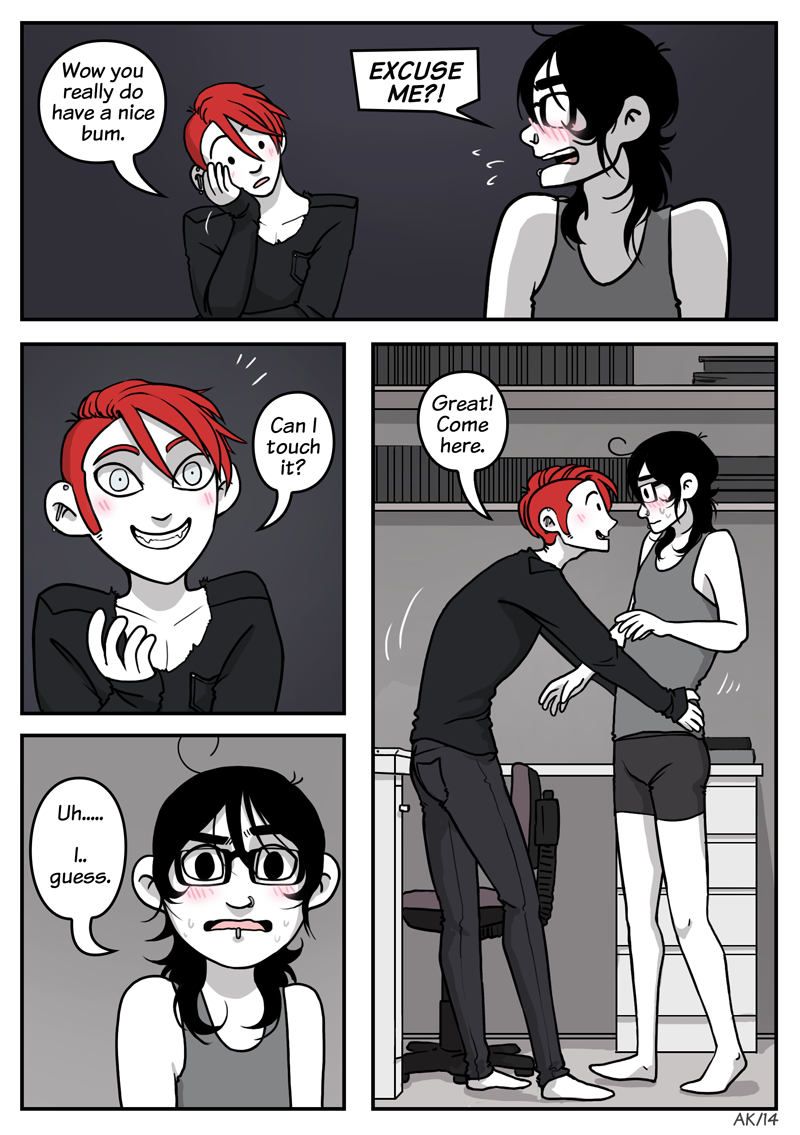 Wow you
really do
have a nice
bum.
EXCUSE
ME?!
Can I
touch
it?
Uh.....
I..
guess.
Great!
Come
here.
AK/14